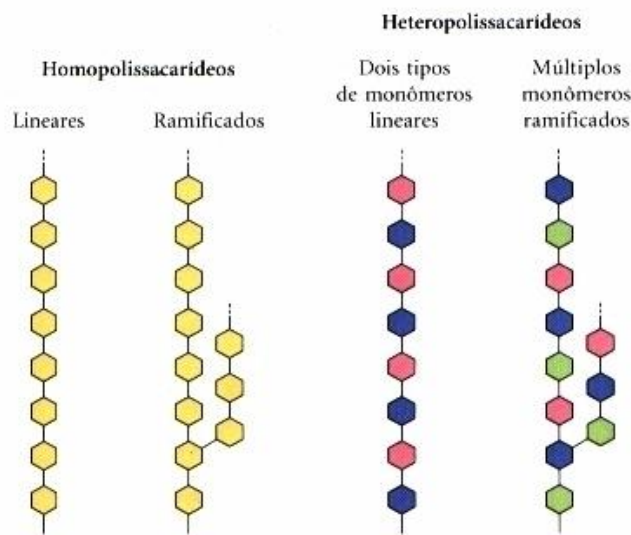 Heteropolissacarídeos
Homopolissacarídeos
Dois tipos
de monômeros
lineares
Múltiplos
monômeros
ramificados
Lineares
Ramificados